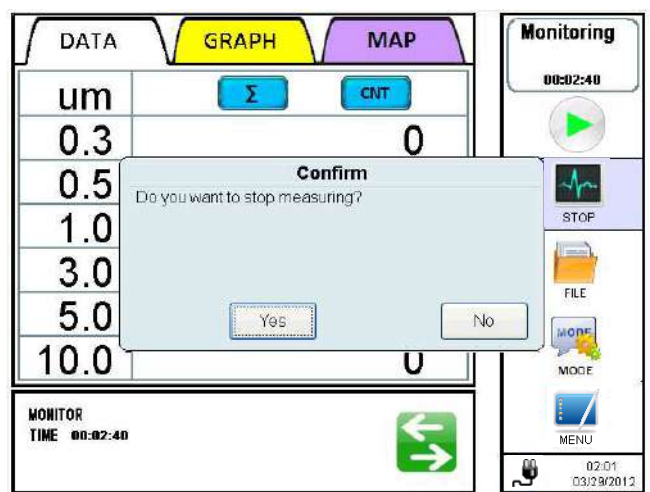 DATA GRAPH MAP
um Σ CNT
0.3 0
0.5
1.0
3.0
5.0
10.0 0
Confirm
Do you want to stop measuring?
Yes No
MONITOR
TIME 00:02:40
Monitoring
00:02:40
STOP
FILE
MODE
MODE
MENU
02:01
03/29/2012